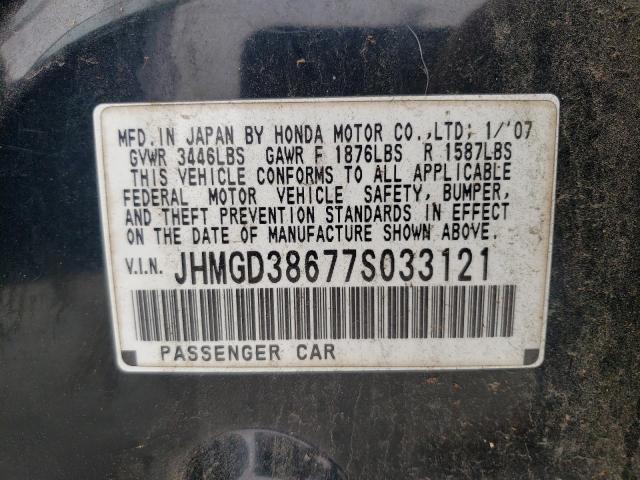 MFD. IN JAPAN BY HONDA MOTOR CO., LTD; 1/'07
GVWR 3446LBS GAWR F 1876LBS R 1587LBS
THIS VEHICLE CONFORMS TO ALL APPLICABLE
FEDERAL MOTOR VEHICLE SAFETY, BUMPER,
AND THEFT PREVENTION STANDARDS IN EFFECT
ON THE DATE OF MANUFACTURE SHOWN ABOVE.
V.I.N. JHMGD38677S033121
PASSENGER CAR